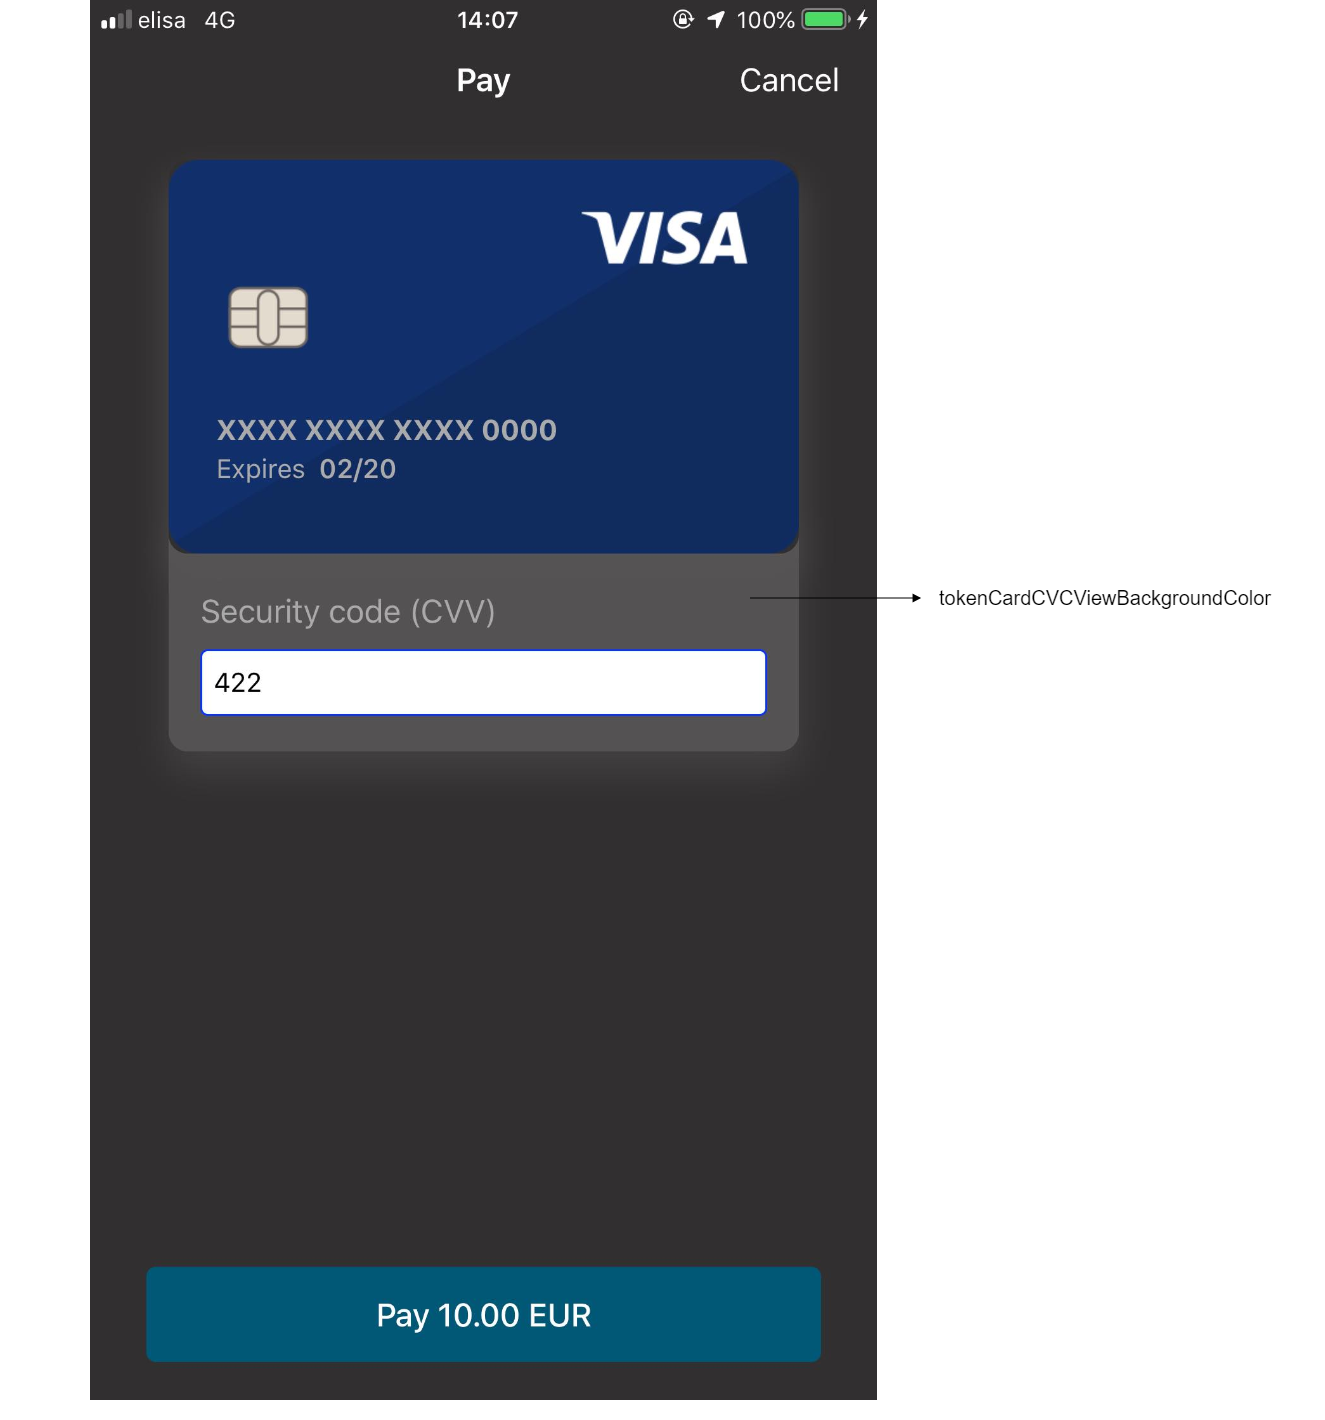 elisa 4G 14:07 100%
Pay Cancel
VISA
XXXX XXXX XXXX 0000
Expires 02/20
Security code (CVV)
tokenCardCVCViewBackgroundColor
422
Pay 10.00 EUR